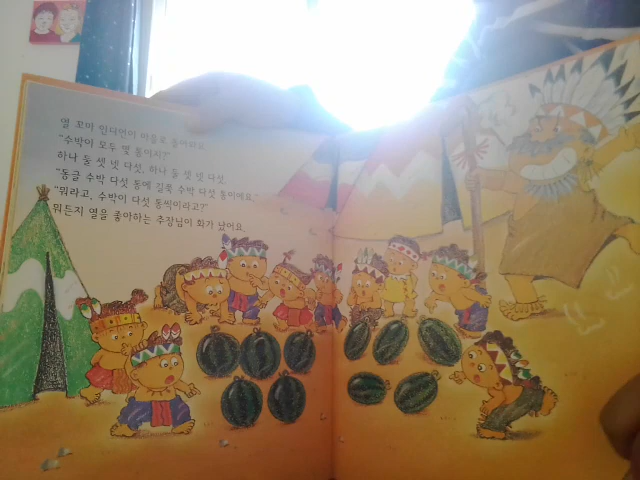 열 꼬마 인디언이 마을로 돌아와요.
"수박이 모두 몇 통이지?"
하나 둘 셋 넷 다섯, 하나 둘 셋 넷 다섯.
"동글 수박 다섯 통에 길쭉 수박 다섯 통이에요."
"뭐라고, 수박이 다섯 통씩이라고?"
뭐든지 열을 좋아하는 추장님이 화가 났어요.